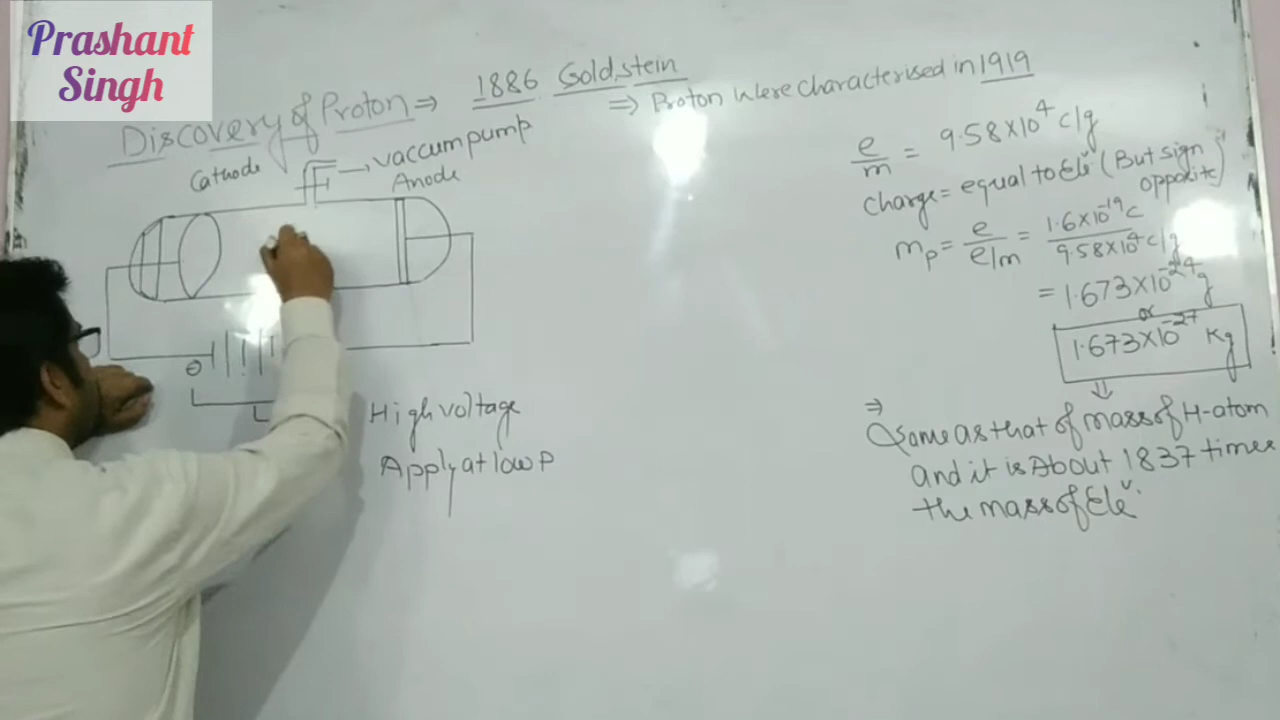 Prashant
Singh
Discovery of Proton ⇒ 1886 Goldstein
⇒ Proton were characterised in 1919
Cathode
→ vaccum pump
Anode
e/m = 9.58×10⁴ c/g
charge = equal to Ele˅ (But sign opposite)
mp = e / e/m = 1.6×10⁻¹⁹ c / 9.58×10⁴ c/g
= 1.673×10⁻²⁴ g
or
1.673×10⁻²⁷ Kg
⇒
same as that of mass of H-atom
and it is About 1837 times
the mass of Ele˅.
High voltage
Apply at low P